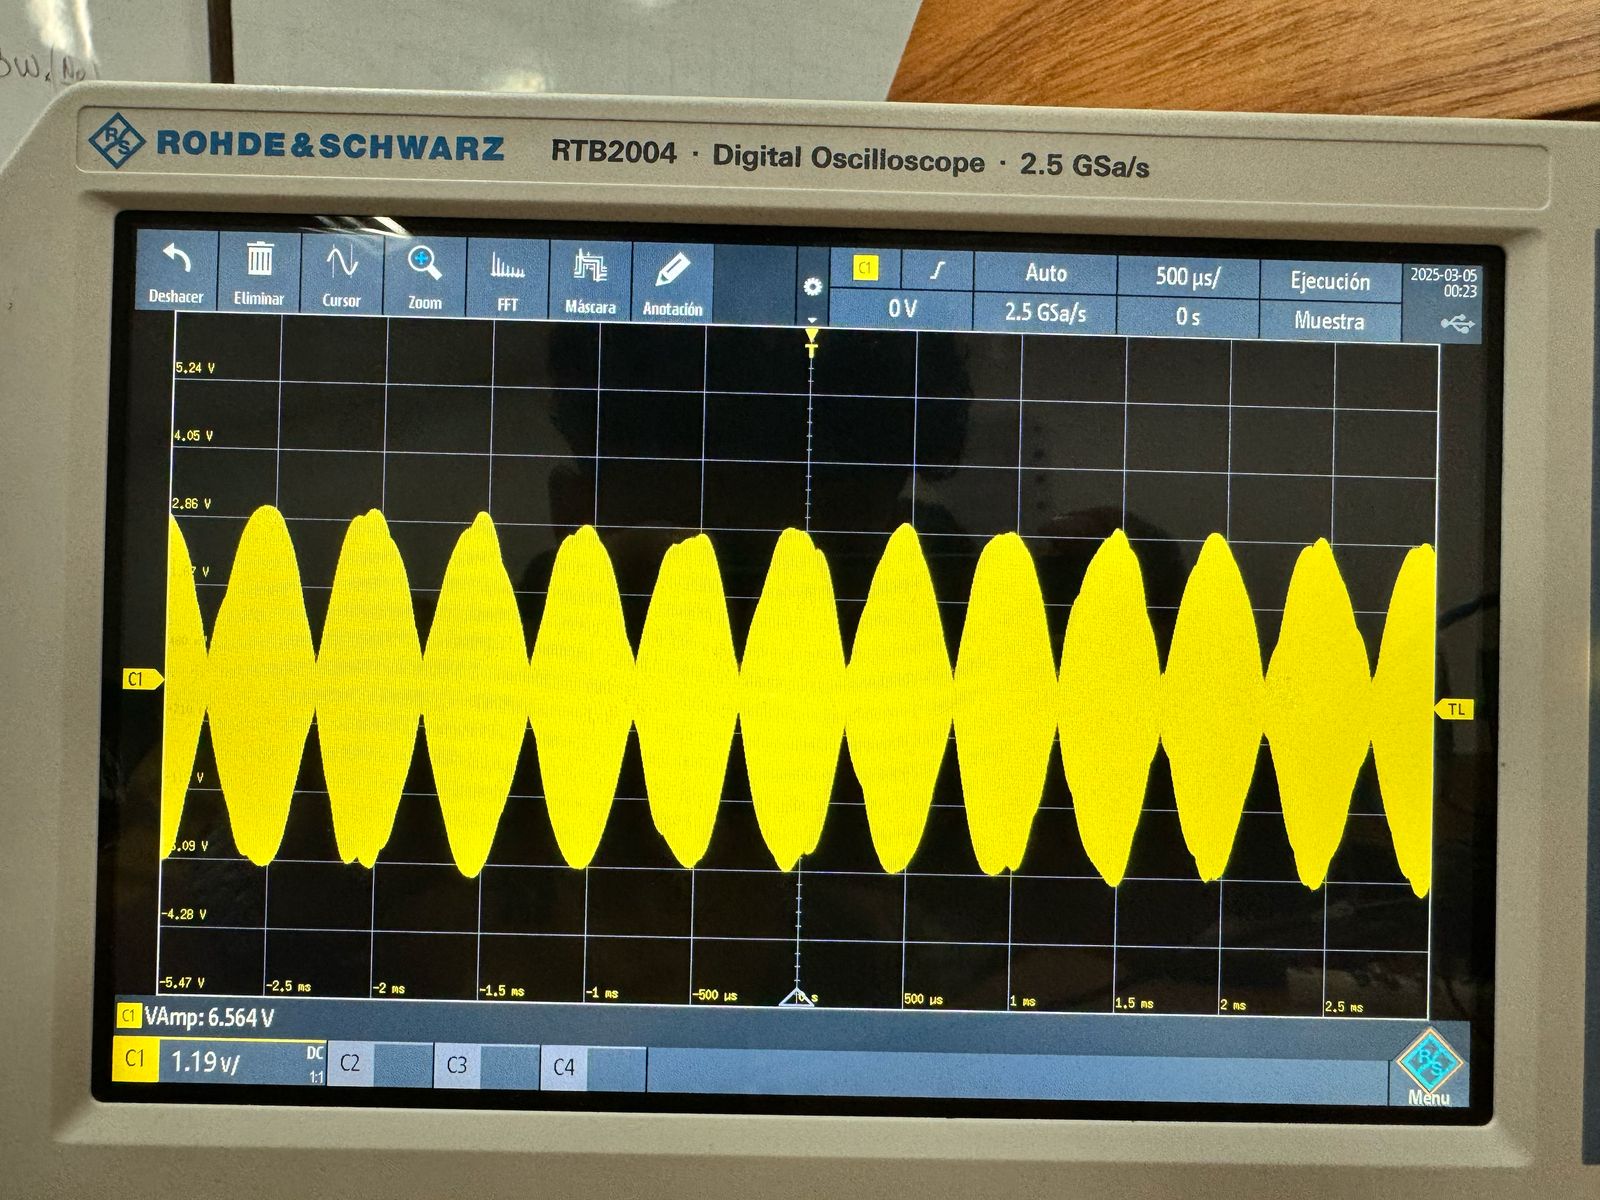 ROHDE&SCHWARZ RTB2004 · Digital Oscilloscope · 2.5 GSa/s
Deshacer Eliminar Cursor Zoom FFT Máscara Anotación
C1 Auto 500 µs/ Ejecución 2025-03-05
00:23
0 V 2.5 GSa/s 0 s Muestra
T
5.24 V
4.05 V
2.86 V
C1
TL
-4.28 V
-5.47 V
-2.5 ms -2 ms -1.5 ms -1 ms -500 µs 0 s 500 µs 1 ms 1.5 ms 2 ms 2.5 ms
C1 VAmp: 6.564 V
C1 1.19 V/ DC
1:1
C2 C3 C4
R S
Menu